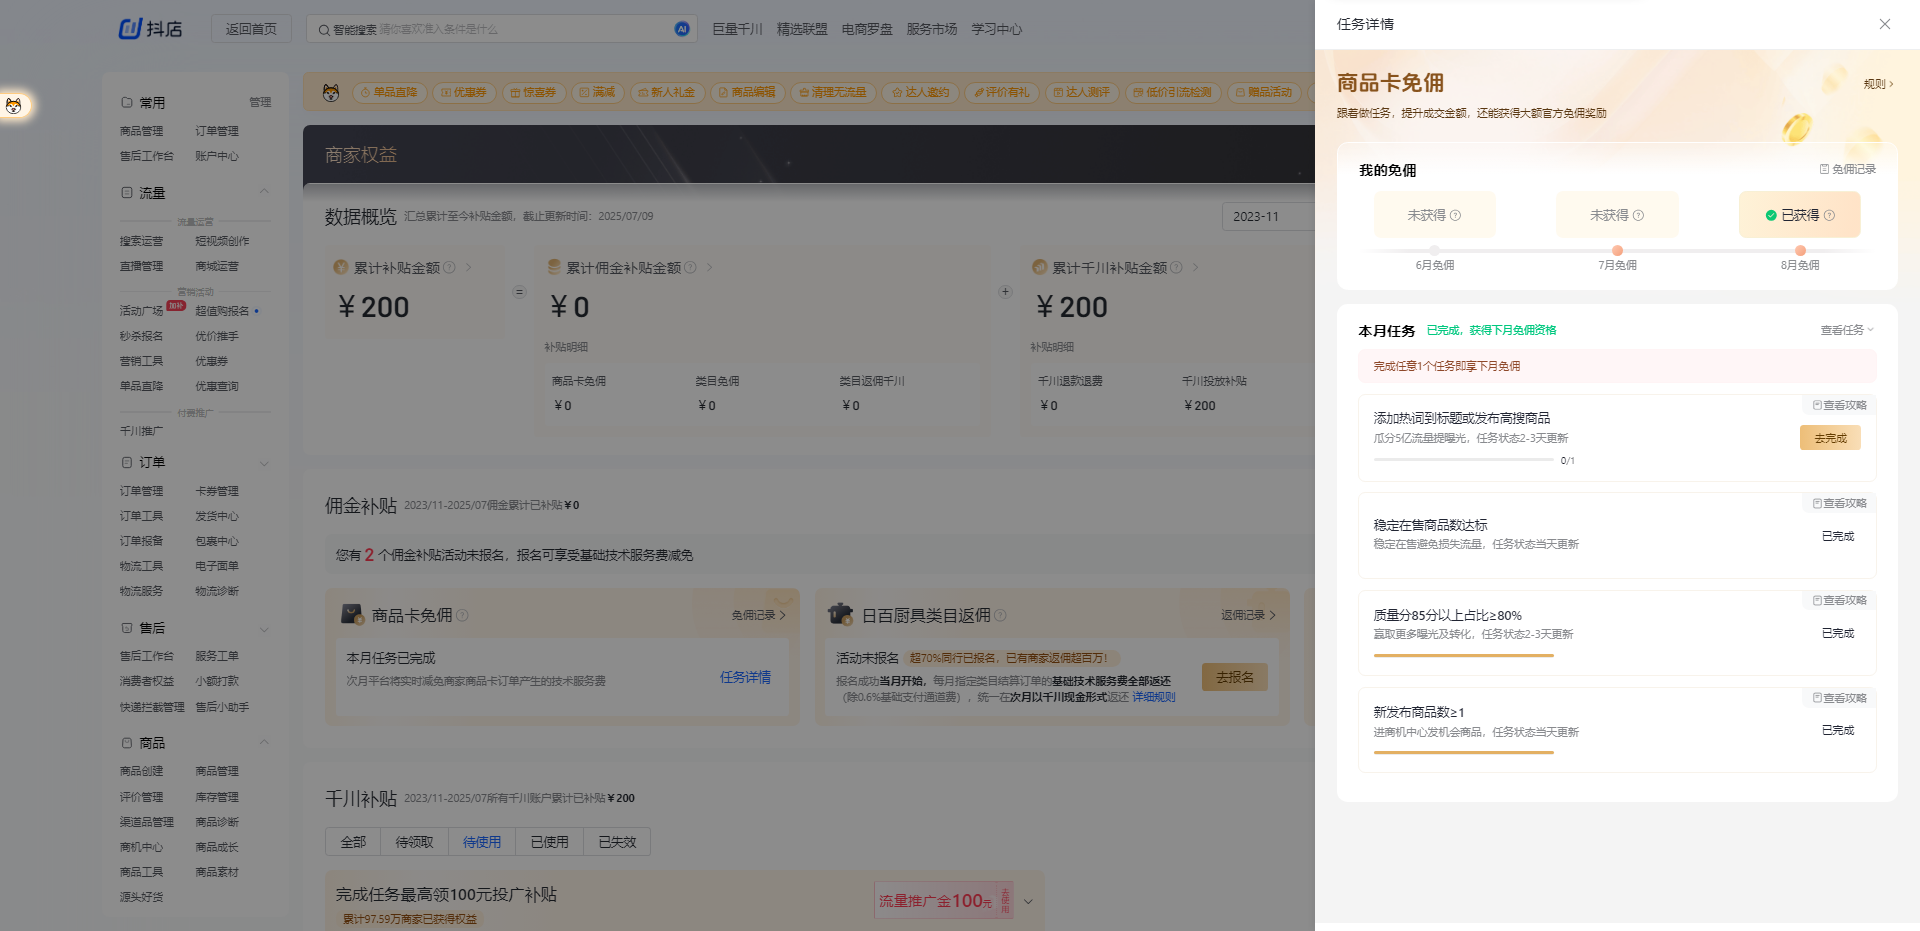 抖店
返回首页
智能搜索 猜你喜欢准入条件是什么
AI
巨量千川 精选联盟 电商罗盘 服务市场 学习中心
常用 管理
商品管理 订单管理
售后工作台 账户中心
流量
流量运营
搜索运营 短视频创作
直播管理 商城运营
营销活动
活动广场 加补 超值购报名
秒杀报名 优价推手
营销工具 优惠券
单品直降 优惠查询
付费推广
千川推广
订单
订单管理 卡券管理
订单工具 发货中心
订单报备 包裹中心
物流工具 电子面单
物流服务 物流诊断
售后
售后工作台 服务工单
消费者权益 小额打款
快递拦截管理 售后小助手
商品
商品创建 商品管理
评价管理 库存管理
渠道品管理 商品诊断
商机中心 商品成长
商品工具 商品素材
源头好货
单品直降 优惠券 惊喜券 满减 新人礼金 商品编辑 清理无流量 达人邀约 评价有礼 达人测评 低价引流检测 赠品活动
商家权益
数据概览 汇总累计至今补贴金额，截止更新时间：2025/07/09
2023-11
累计补贴金额
¥200
=
累计佣金补贴金额
¥0
补贴明细
商品卡免佣 类目免佣 类目返佣千川
¥0 ¥0 ¥0
+
累计千川补贴金额
¥200
补贴明细
千川退款退费 千川投放补贴
¥0 ¥200
佣金补贴 2023/11-2025/07佣金累计已补贴¥0
您有 2 个佣金补贴活动未报名，报名可享受基础技术服务费减免
商品卡免佣 免佣记录
本月任务已完成
次月平台将实时减免商家商品卡订单产生的技术服务费
任务详情
日百厨具类目返佣 返佣记录
活动未报名 超70%同行已报名，已有商家返佣超百万！
报名成功当月开始，每月指定类目结算订单的基础技术服务费全部返还
（除0.6%基础支付通道费），统一在次月以千川现金形式返还 详细规则
去报名
千川补贴 2023/11-2025/07所有千川账户累计已补贴¥200
全部 待领取 待使用 已使用 已失效
完成任务最高领100元投广补贴
累计97.59万商家已获得权益
流量推广金100元 去使用
任务详情
商品卡免佣
规则
跟着做任务，提升成交金额，还能获得大额官方免佣奖励
我的免佣 免佣记录
未获得 未获得 已获得
6月免佣 7月免佣 8月免佣
本月任务 已完成，获得下月免佣资格 查看任务
完成任意1个任务即享下月免佣
查看攻略
添加热词到标题或发布高搜商品
瓜分5亿流量提曝光，任务状态2-3天更新
0/1
去完成
查看攻略
稳定在售商品数达标
稳定在售避免损失流量，任务状态当天更新
已完成
查看攻略
质量分85分以上占比≥80%
赢取更多曝光及转化，任务状态2-3天更新
已完成
查看攻略
新发布商品数≥1
进商机中心发机会商品，任务状态当天更新
已完成